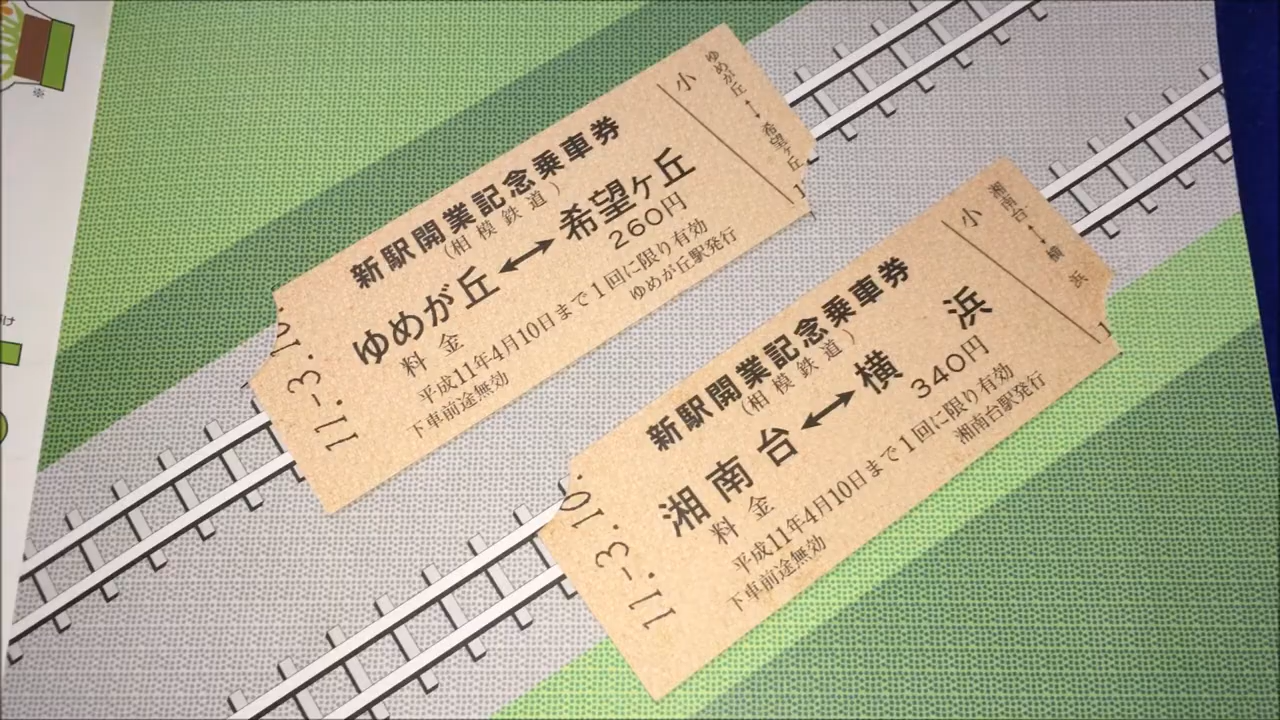 新駅開業記念乗車券
(相模鉄道)
ゆめが丘↔希望ヶ丘
料金 260円
平成11年4月10日まで1回に限り有効
下車前途無効 ゆめが丘駅発行
11.-3.10.
小
ゆめが丘↔希望ヶ丘
新駅開業記念乗車券
(相模鉄道)
湘南台↔横浜
料金 340円
平成11年4月10日まで1回に限り有効
下車前途無効 湘南台駅発行
11.-3.10.
小
湘南台↔横浜
※